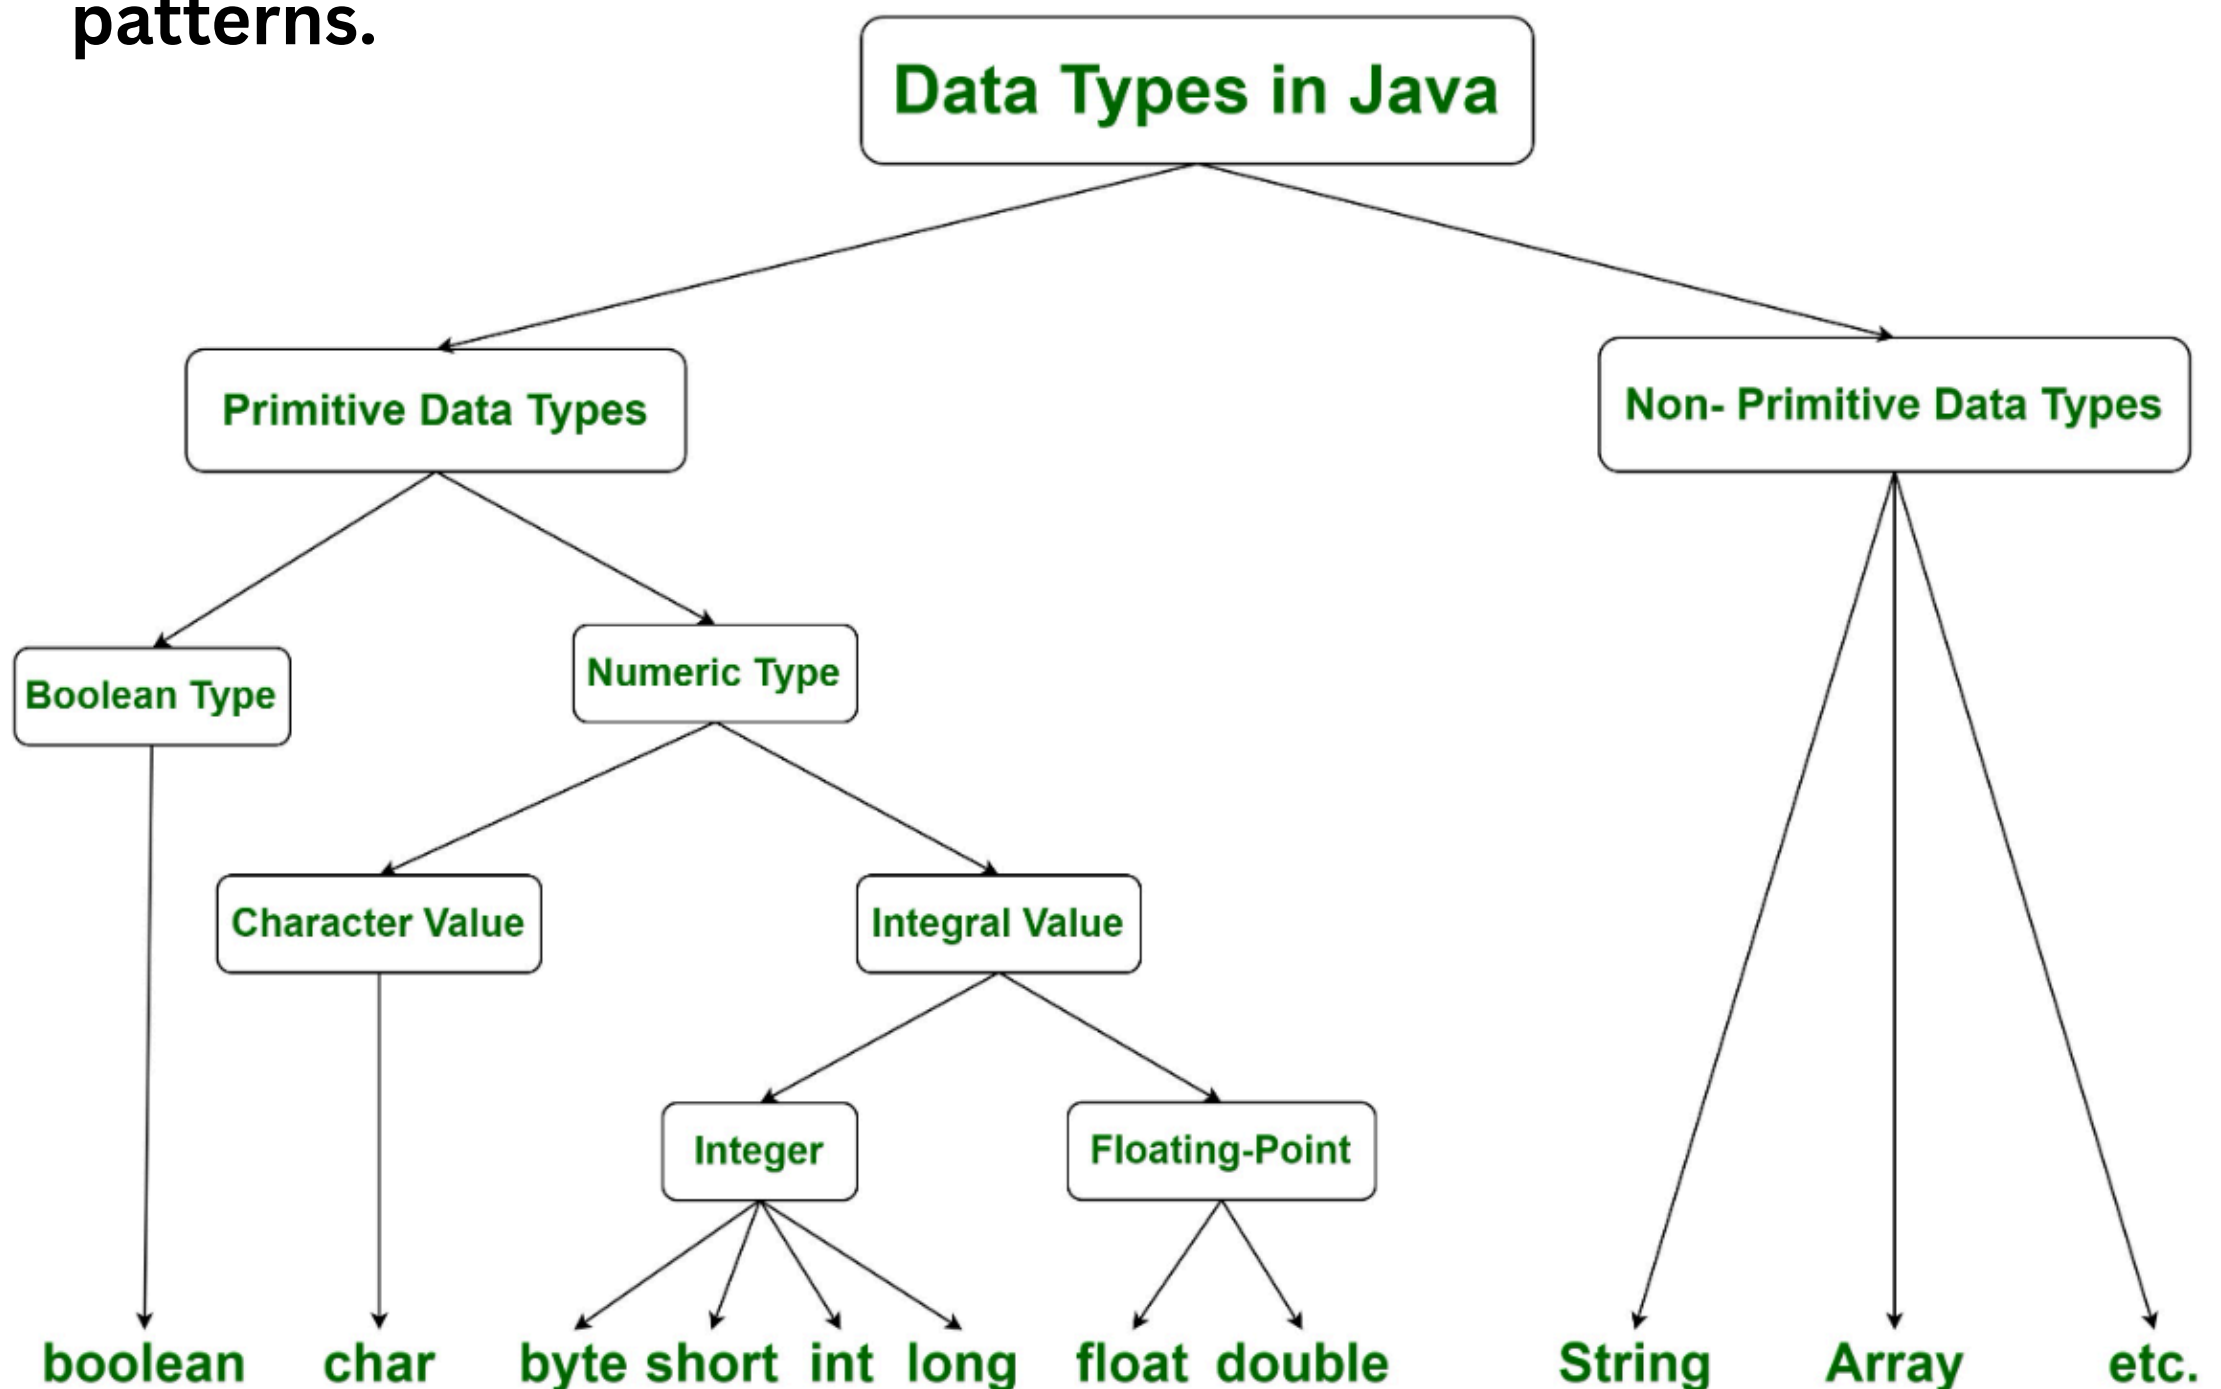 patterns.
Data Types in Java
Primitive Data Types
Non- Primitive Data Types
Boolean Type
Numeric Type
Character Value
Integral Value
Integer
Floating-Point
boolean
char
byte
short
int
long
float
double
String
Array
etc.